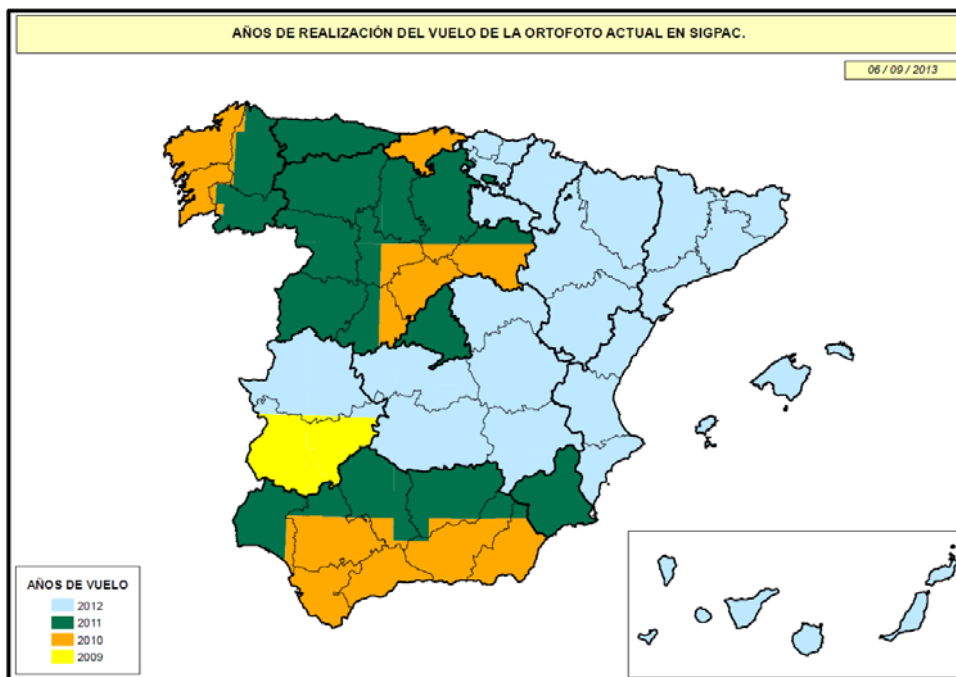 AÑOS DE REALIZACIÓN DEL VUELO DE LA ORTOFOTO ACTUAL EN SIGPAC.
06 / 09 / 2013
AÑOS DE VUELO
2012
2011
2010
2009